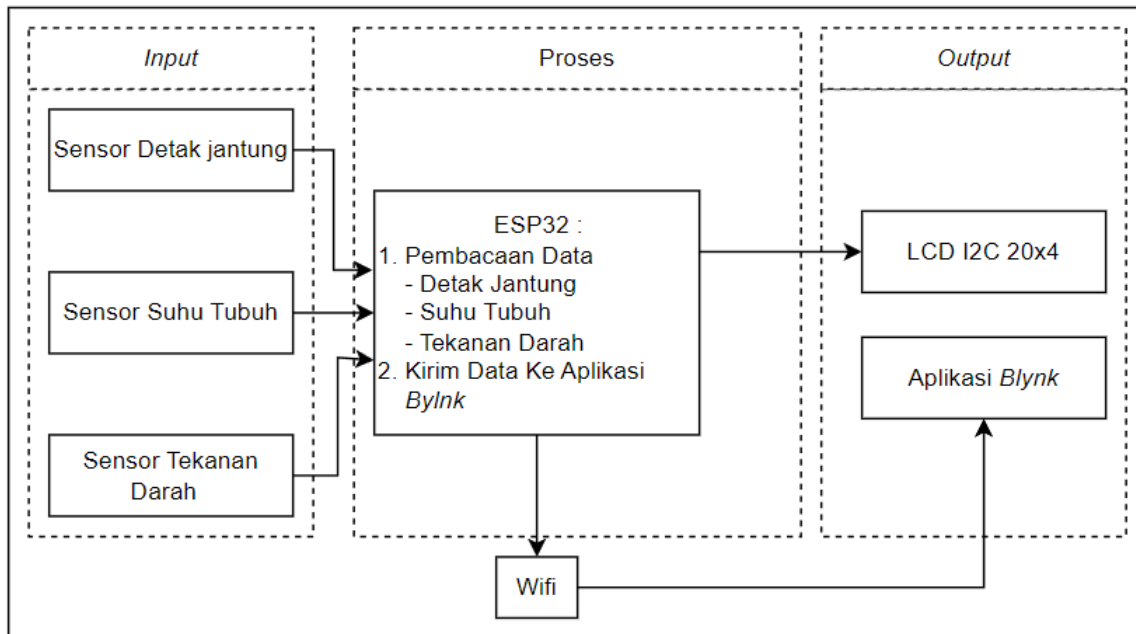 Input
Proses
Output
Sensor Detak jantung
Sensor Suhu Tubuh
Sensor Tekanan
Darah
ESP32 :
1. Pembacaan Data
- Detak Jantung
- Suhu Tubuh
- Tekanan Darah
2. Kirim Data Ke Aplikasi
Bylnk
LCD I2C 20x4
Aplikasi Blynk
Wifi